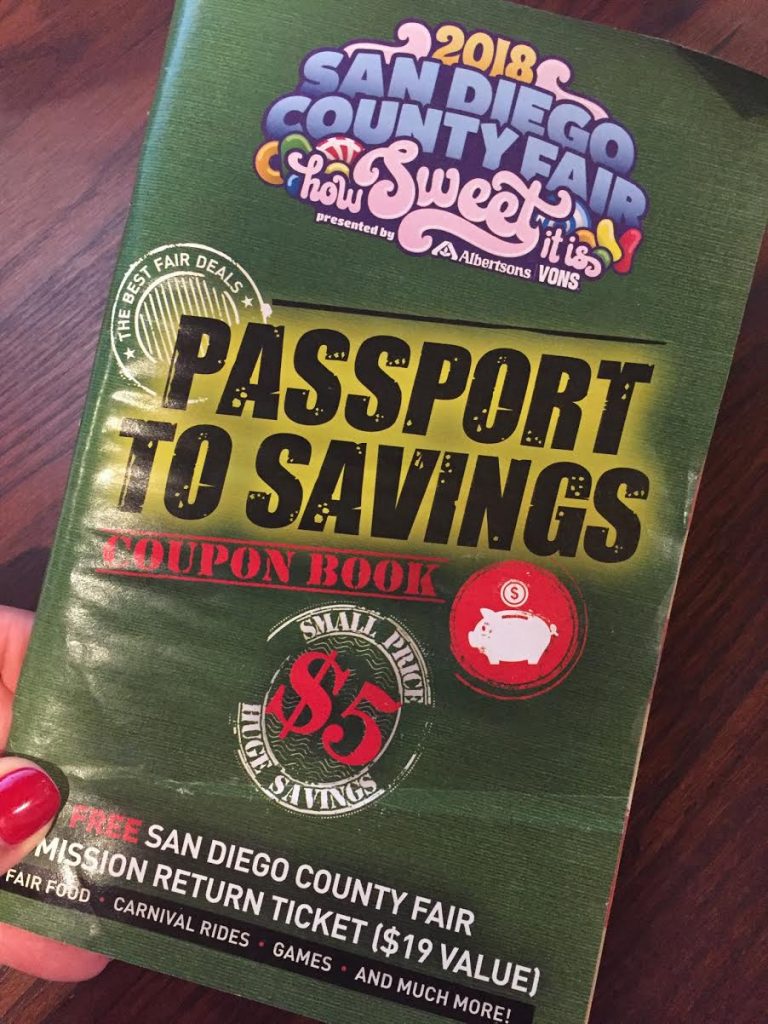 2018
SAN DIEGO
COUNTY FAIR
how Sweet it is
presented by Albertsons VONS
★ THE BEST FAIR DEALS ★
PASSPORT
TO SAVINGS
COUPON BOOK
$
SMALL PRICE
$5
HUGE SAVINGS
FREE SAN DIEGO COUNTY FAIR
MISSION RETURN TICKET ($19 VALUE)
FAIR FOOD • CARNIVAL RIDES • GAMES • AND MUCH MORE!